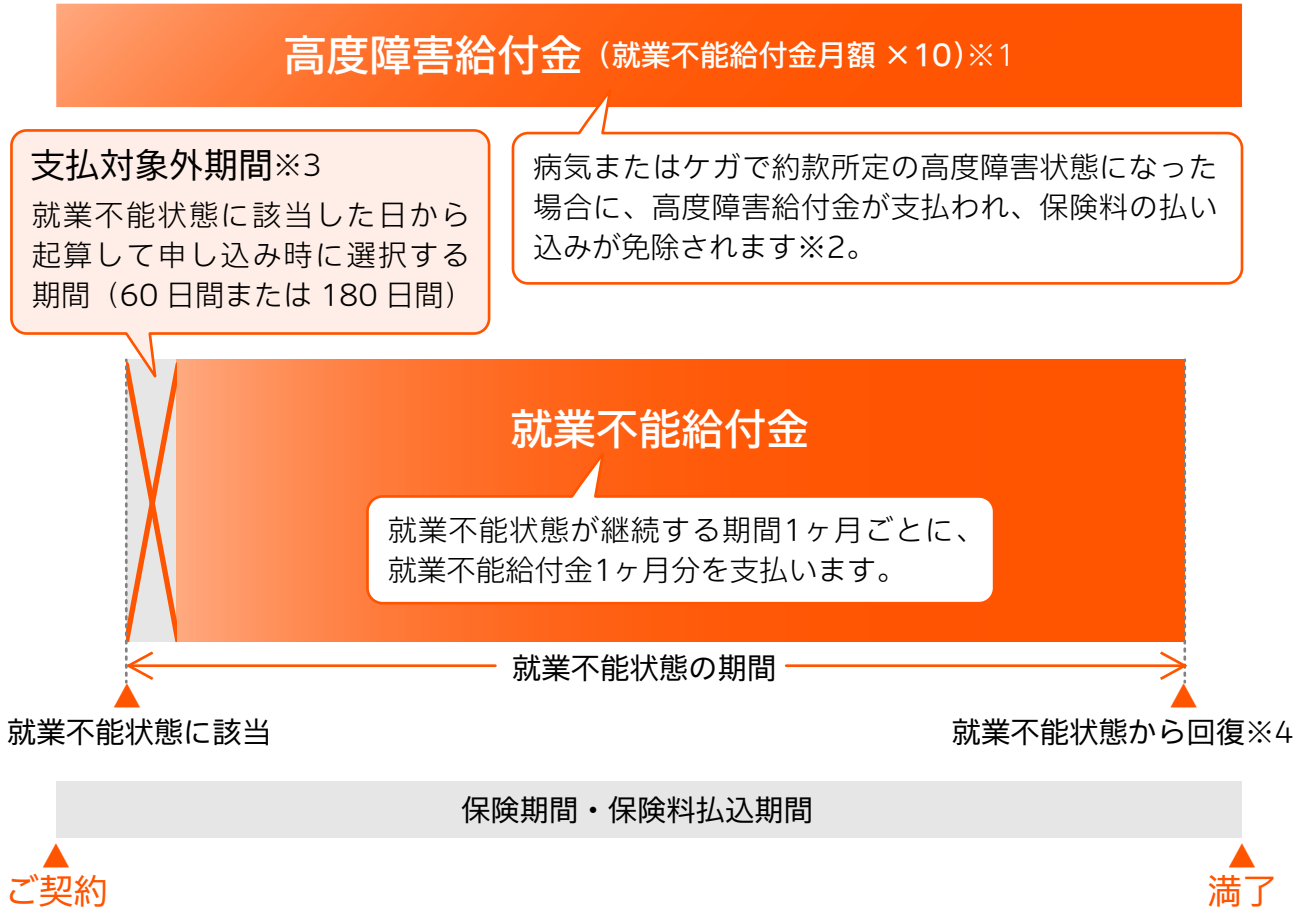 高度障害給付金（就業不能給付金月額 ×10）※1
支払対象外期間※3
就業不能状態に該当した日から
起算して申し込み時に選択する
期間（60 日間または 180 日間）
病気またはケガで約款所定の高度障害状態になった
場合に、高度障害給付金が支払われ、保険料の払い
込みが免除されます※2。
就業不能給付金
就業不能状態が継続する期間1ヶ月ごとに、
就業不能給付金1ヶ月分を支払います。
就業不能状態の期間
就業不能状態に該当
就業不能状態から回復※4
保険期間・保険料払込期間
ご契約
満了